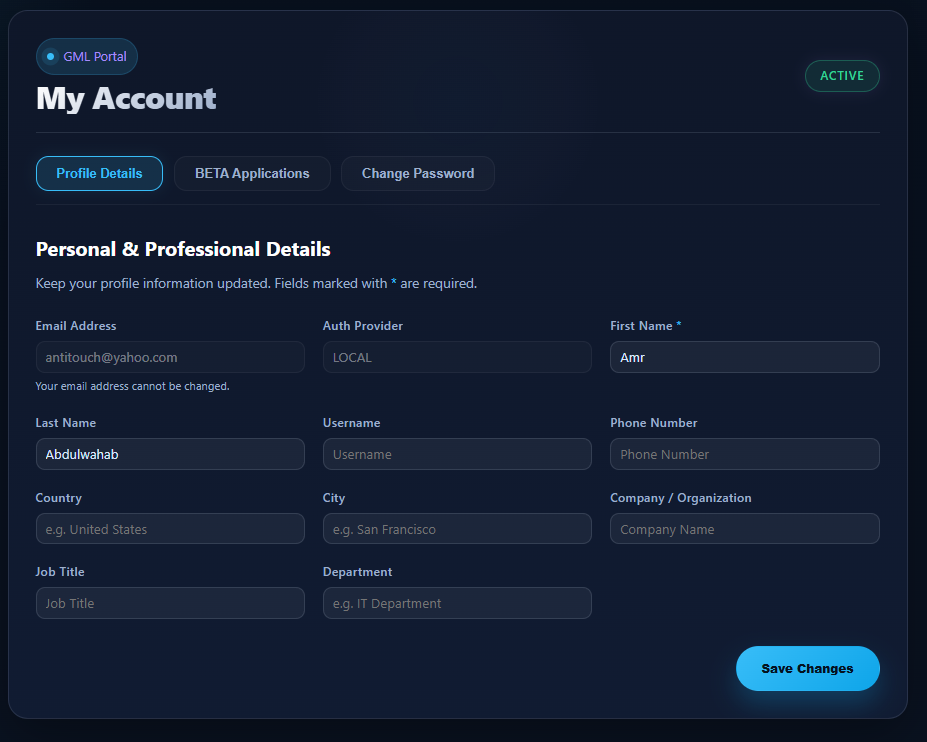 GML Portal
My Account
ACTIVE
Profile Details
BETA Applications
Change Password
Personal & Professional Details
Keep your profile information updated. Fields marked with * are required.
Email Address
Auth Provider
First Name *
antitouch@yahoo.com
LOCAL
Amr
Your email address cannot be changed.
Last Name
Username
Phone Number
Abdulwahab
Username
Phone Number
Country
City
Company / Organization
e.g. United States
e.g. San Francisco
Company Name
Job Title
Department
Job Title
e.g. IT Department
Save Changes